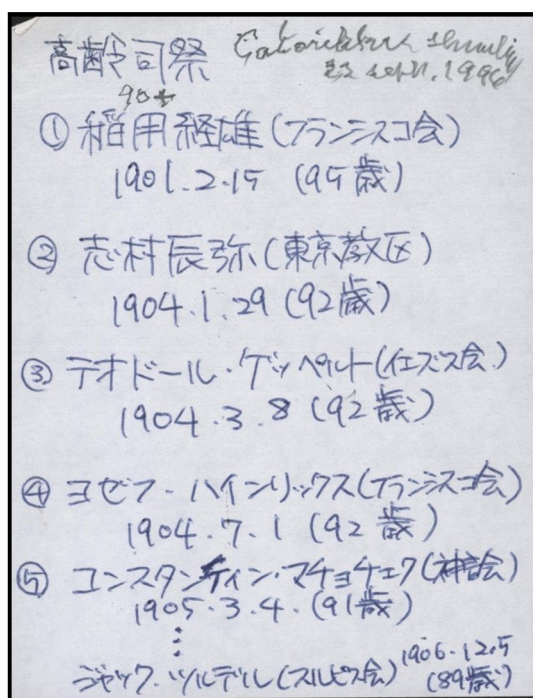 高齢司祭
22 sept. 1996
90才
① 稲用経雄(フランシスコ会)
1901.2.15 (95歳)
② 志村辰弥(東京教区)
1904.1.29 (92歳)
③ テオドール・ゲッペルト(イエズス会)
1904.3.8 (92歳)
④ ヨゼフ・ハインリックス(フランシスコ会)
1904.7.1 (92歳)
⑤ コンスタンティン・マチョチェク(神言会)
1905.3.4. (91歳)
⋮
ジャック・ツルデル(スルピス会) 1906.12.5
(89歳)